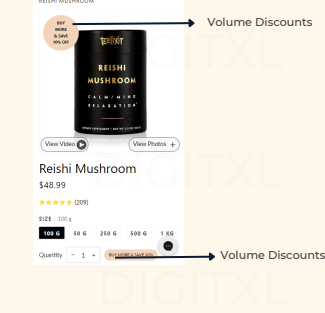 REISHI MUSHROOM
BUY
MORE
& SAVE
10% OFF
Volume Discounts
TEELIXIR
REISHI
MUSHROOM
CALM/MIND
RELAXATION
View Video
View Photos +
Reishi Mushroom
$48.99
(209)
SIZE 100 g
100 G 50 G 250 G 500 G 1 KG
Quantity - 1 +
BUY MORE & SAVE 10%
Volume Discounts
DIGITXL
DIGITXL
DIGITXL